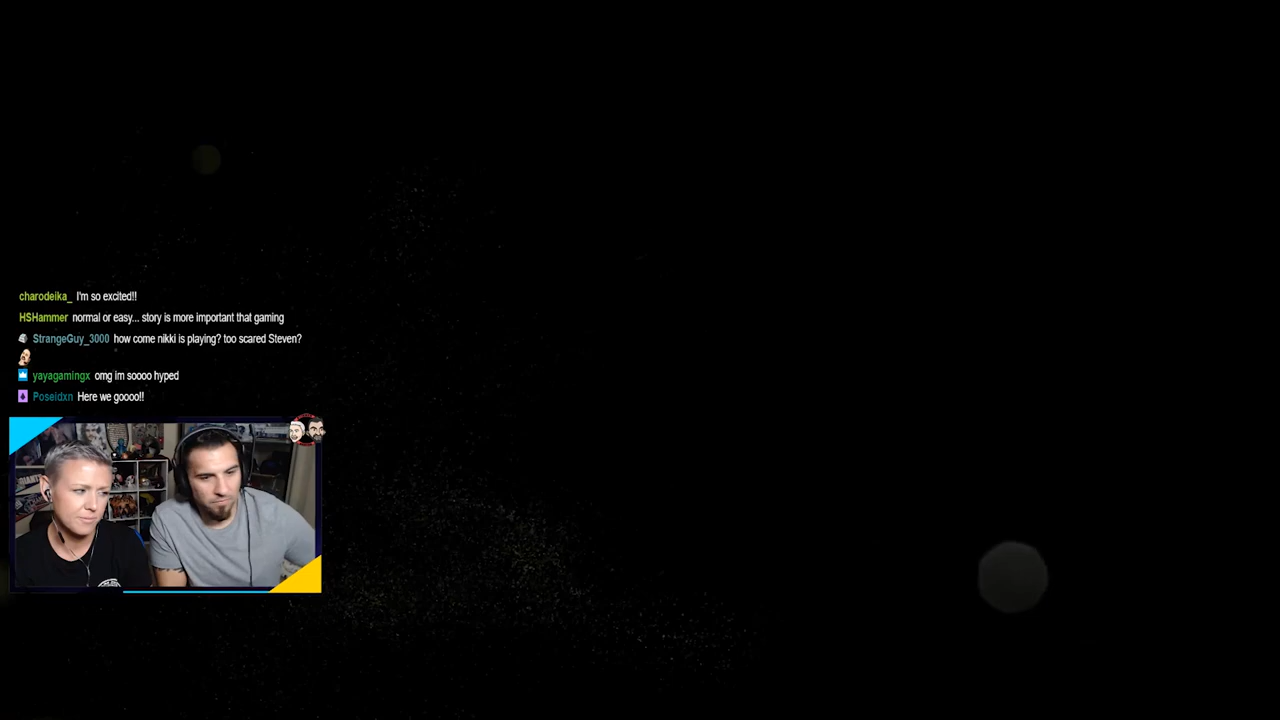 charodeika_ I'm so excited!!
HSHammer normal or easy... story is more important that gaming
StrangeGuy_3000 how come nikki is playing? too scared Steven?
yayagamingx omg im soooo hyped
Poseidxn Here we goooo!!